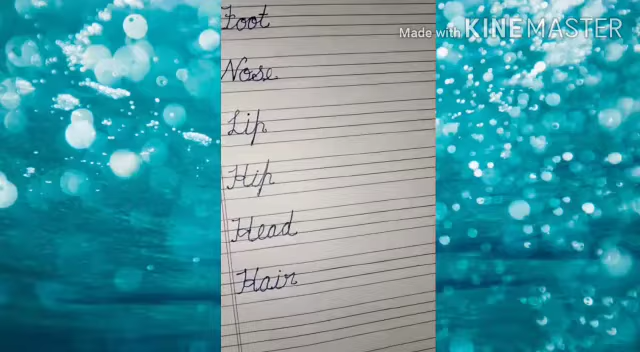 Foot
Made with KINEMASTER
Nose
Lip
Hip
Head
Hair